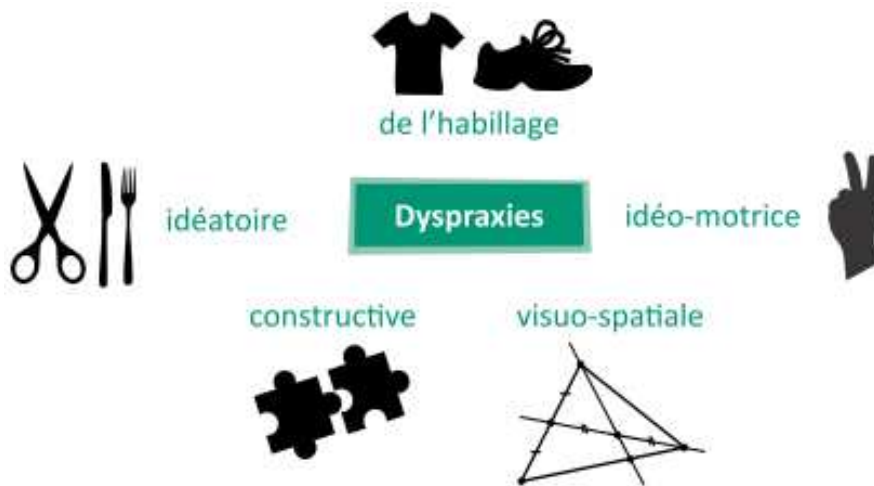 de l'habillage
idéatoire
Dyspraxies
idéo-motrice
constructive
visuo-spatiale